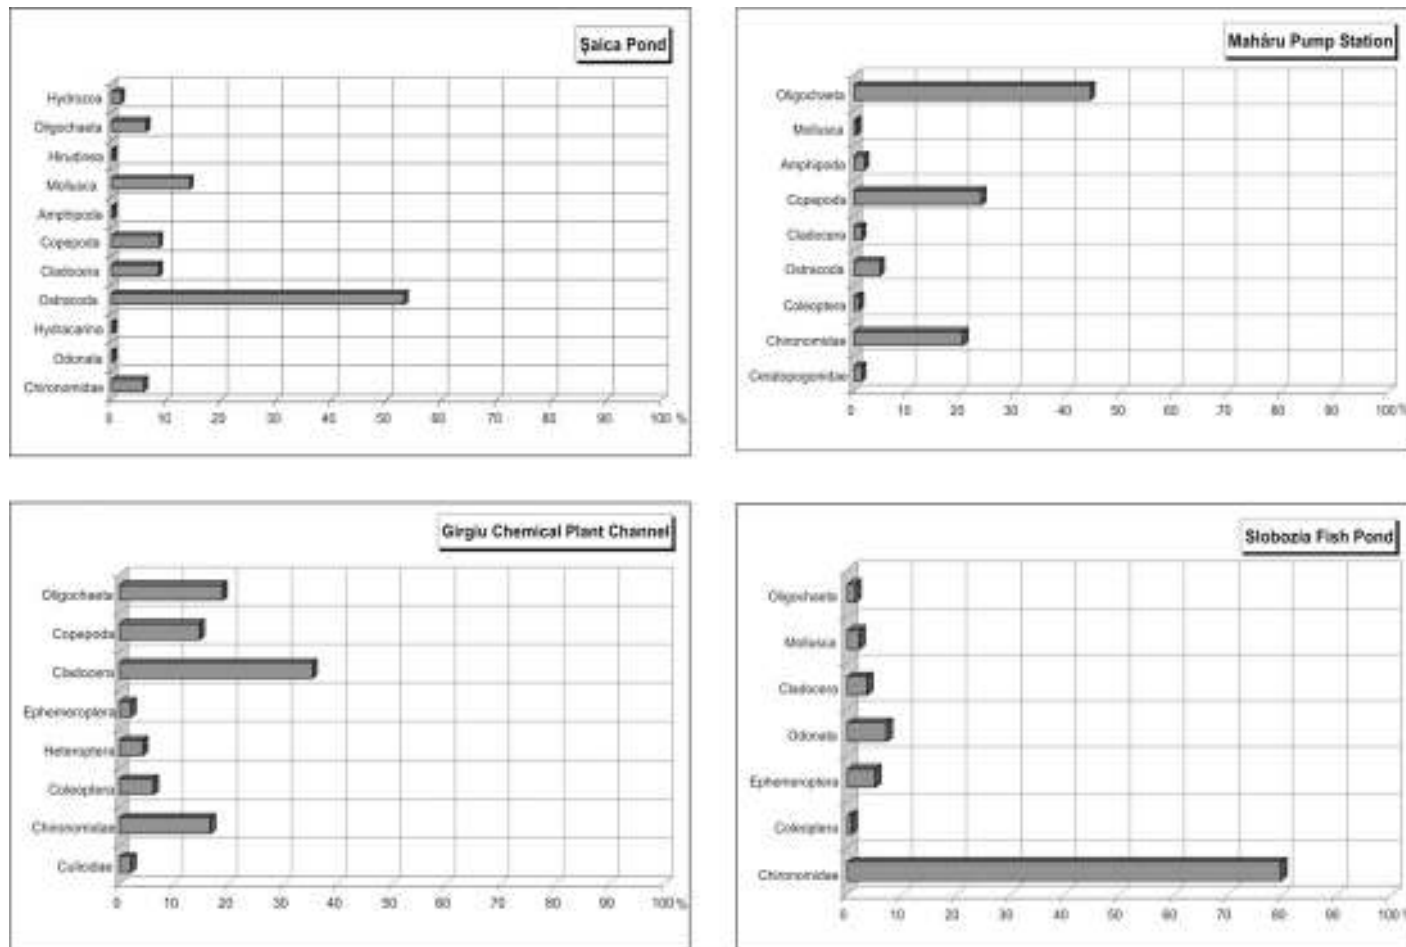 Şaica Pond
Hydrozoa
Oligochaeta
Hirudinea
Mollusca
Amphipoda
Copepoda
Cladocera
Ostracoda
Hydracarina
Odonata
Chironomidae
0 10 20 30 40 50 60 70 80 90 100 %
Mahâru Pump Station
Oligochaeta
Mollusca
Amphipoda
Copepoda
Cladocera
Ostracoda
Coleoptera
Chironomidae
Ceratopogonidae
0 10 20 30 40 50 60 70 80 90 100 %
Girgiu Chemical Plant Channel
Oligochaeta
Copepoda
Cladocera
Ephemeroptera
Heteroptera
Coleoptera
Chironomidae
Culicidae
0 10 20 30 40 50 60 70 80 90 100 %
Slobozia Fish Pond
Oligochaeta
Mollusca
Cladocera
Odonata
Ephemeroptera
Coleoptera
Chironomidae
0 10 20 30 40 50 60 70 80 90 100 %